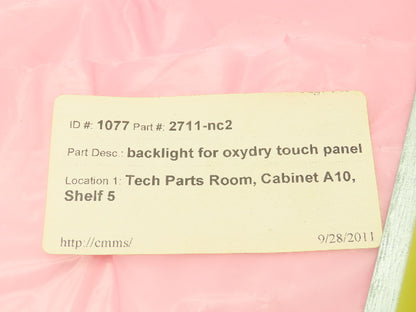 ID #: 1077 Part #: 2711-nc2
Part Desc : backlight for oxydry touch panel
Location 1: Tech Parts Room, Cabinet A10,
Shelf 5
http://cmms/ 9/28/2011